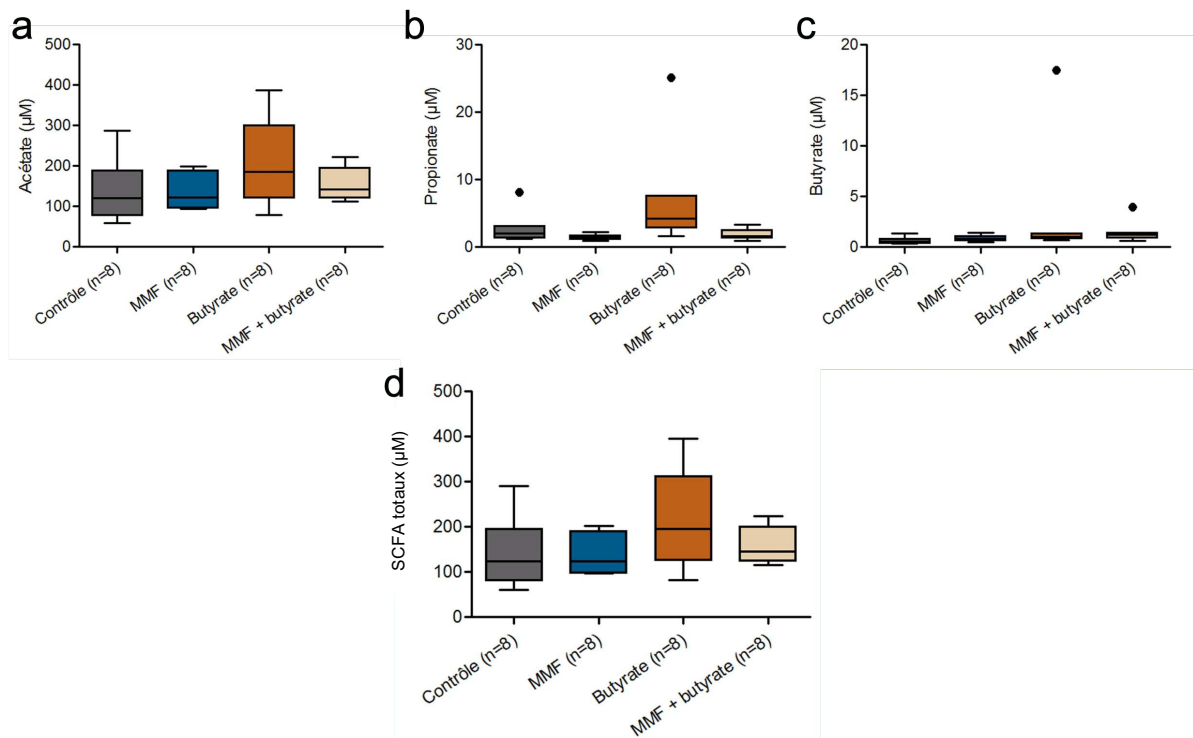 a
Acétate (µM)
500
400
300
200
100
0
Contrôle (n=8)
MMF (n=8)
Butyrate (n=8)
MMF + butyrate (n=8)
b
Propionate (µM)
30
20
10
0
Contrôle (n=8)
MMF (n=8)
Butyrate (n=8)
MMF + butyrate (n=8)
c
Butyrate (µM)
20
15
10
5
0
Contrôle (n=8)
MMF (n=8)
Butyrate (n=8)
MMF + butyrate (n=8)
d
SCFA totaux (µM)
500
400
300
200
100
0
Contrôle (n=8)
MMF (n=8)
Butyrate (n=8)
MMF + butyrate (n=8)